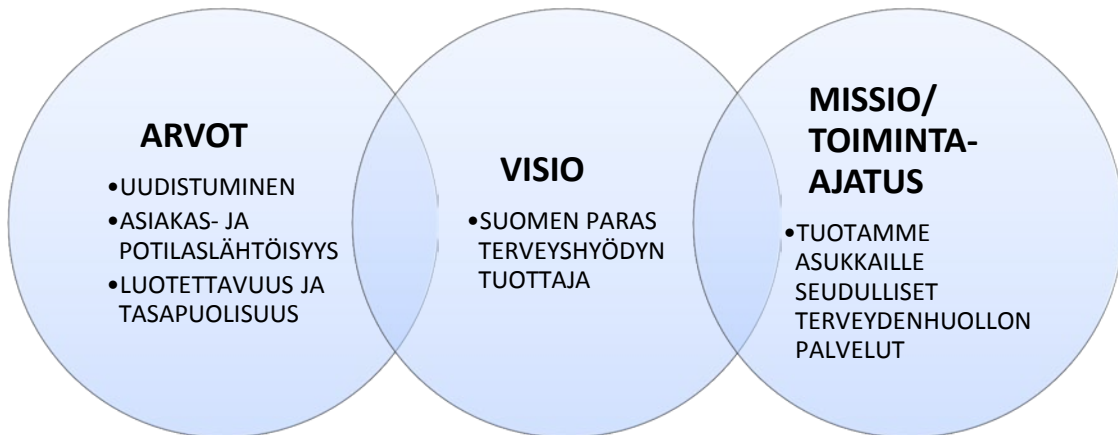 ARVOT
•UUDISTUMINEN
•ASIAKAS- JA
POTILASLÄHTÖISYYS
•LUOTETTAVUUS JA
TASAPUOLISUUS
VISIO
•SUOMEN PARAS
TERVEYSHYÖDYN
TUOTTAJA
MISSIO/
TOIMINTA-
AJATUS
•TUOTAMME
ASUKKAILLE
SEUDULLISET
TERVEYDENHUOLLON
PALVELUT